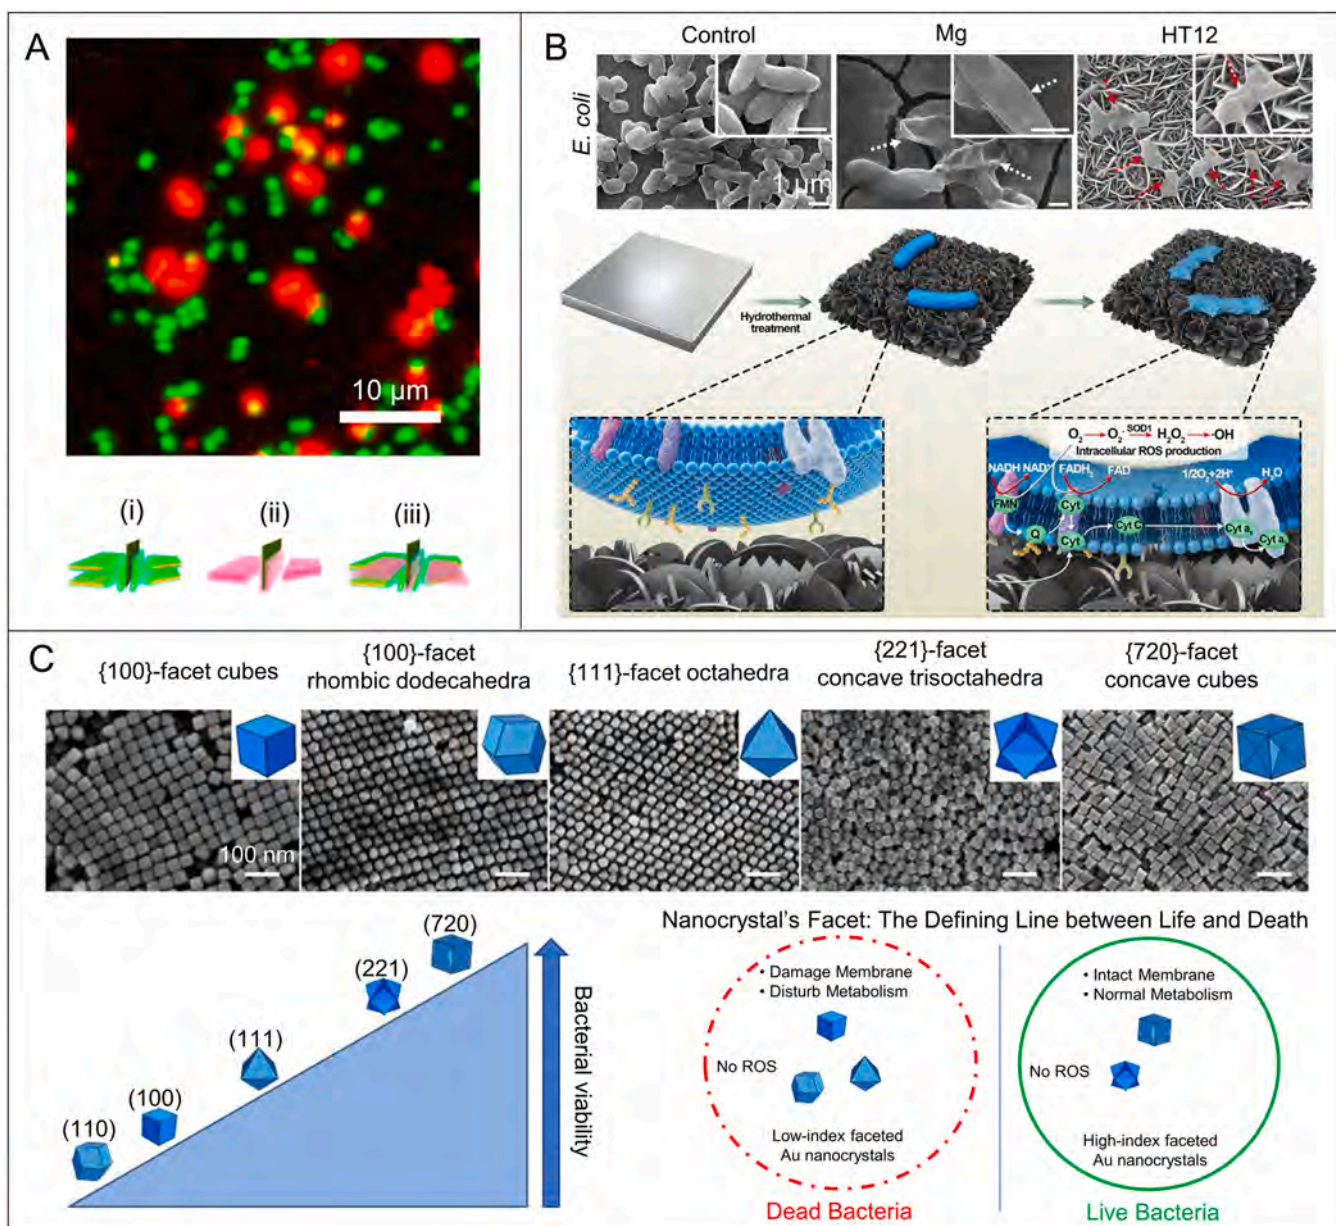 A
10 µm
(i)
(ii)
(iii)
B
Control
Mg
HT12
E. coli
1 µm
Hydrothermal
treatment
O₂ → O₂⁻ SOD1 → H₂O₂ → ·OH
Intracellular ROS production
NADH
NAD⁺
FADH₂
FAD
1/2O₂+2H⁺
H₂O
FMN
Q
Cyt
Cyt
Cyt C
Cyt a
Cyt a
C
{100}-facet cubes
{100}-facet
rhombic dodecahedra
{111}-facet octahedra
{221}-facet
concave trisoctahedra
{720}-facet
concave cubes
100 nm
(110)
(100)
(111)
(221)
(720)
Bacterial viability
Nanocrystal's Facet: The Defining Line between Life and Death
• Damage Membrane
• Disturb Metabolism
No ROS
Low-index faceted
Au nanocrystals
Dead Bacteria
• Intact Membrane
• Normal Metabolism
No ROS
High-index faceted
Au nanocrystals
Live Bacteria